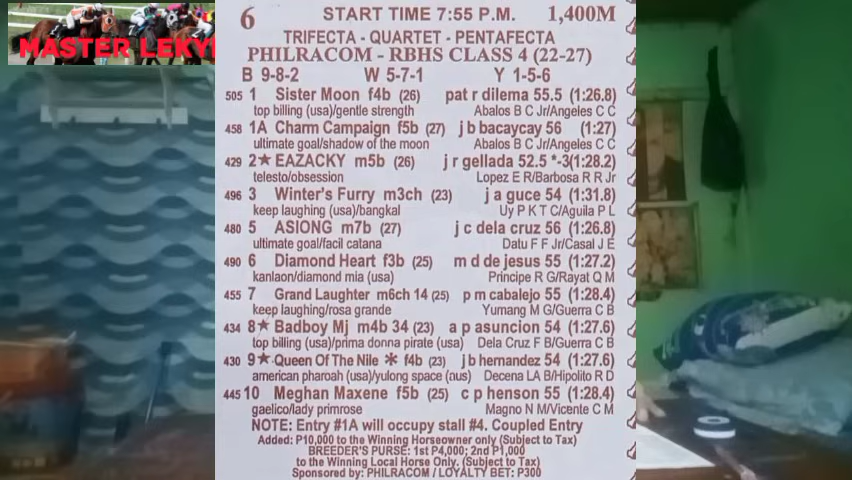 MASTER LEKY
6 START TIME 7:55 P.M. 1,400M
TRIFECTA - QUARTET - PENTAFECTA
PHILRACOM - RBHS CLASS 4 (22-27)
B 9-8-2 W 5-7-1 Y 1-5-6
505 1 Sister Moon f4b (26) pat r dilema 55.5 (1:26.8)
top billing (usa)/gentle strength Abalos B C Jr/Angeles C C
458 1A Charm Campaign f5b (27) j b bacaycay 56 (1:27)
ultimate goal/shadow of the moon Abalos B C Jr/Angeles C C
429 2★ EAZACKY m5b (26) j r gellada 52.5 *-3(1:28.2)
telesto/obsession Lopez E R/Barbosa R R Jr
496 3 Winter's Furry m3ch (23) j a guce 54 (1:31.8)
keep laughing (usa)/bangkal Uy P K T C/Aguila P L
480 5 ASIONG m7b (27) j c dela cruz 56 (1:26.8)
ultimate goal/facil catana Datu F F Jr/Casal J E
490 6 Diamond Heart f3b (25) m d de jesus 55 (1:27.2)
kanlaon/diamond mia (usa) Principe R G/Rayat Q M
455 7 Grand Laughter m6ch 14 (25) p m cabalejo 55 (1:28.4)
keep laughing/rosa grande Yumang M G/Guerra C B
434 8★ Badboy Mj m4b 34 (23) a p asuncion 54 (1:27.6)
top billing (usa)/prima donna pirate (usa) Dela Cruz F B/Guerra C B
430 9★ Queen Of The Nile * f4b (23) j b hernandez 54 (1:27.6)
american pharoah (usa)/yulong space (aus) Decena LA B/Hipolito R D
445 10 Meghan Maxene f5b (25) c p henson 55 (1:28.4)
gaelico/lady primrose Magno N M/Vicente C M
NOTE: Entry #1A will occupy stall #4. Coupled Entry
Added: P10,000 to the Winning Horseowner only (Subject to Tax)
BREEDER'S PURSE: 1st P4,000; 2nd P1,000
to the Winning Local Horse Only. (Subject to Tax)
Sponsored by: PHILRACOM / LOYALTY BET: P300